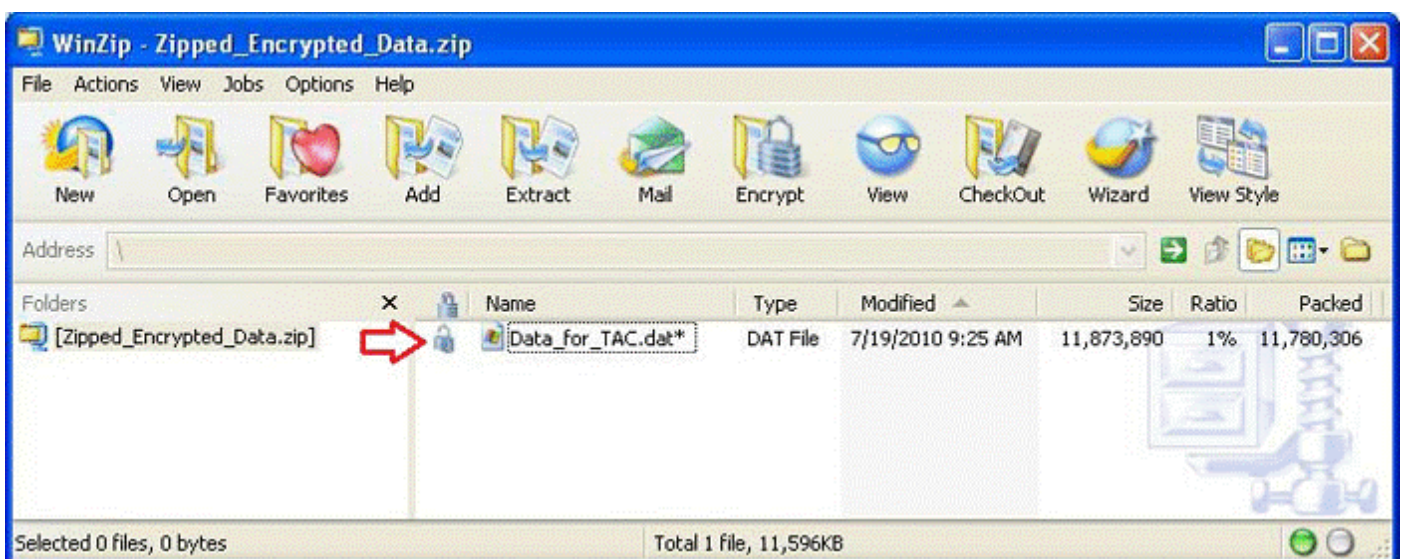 WinZip - Zipped_Encrypted_Data.zip
File Actions View Jobs Options Help
New Open Favorites Add Extract Mail Encrypt View CheckOut Wizard View Style
Address \
Folders X Name Type Modified Size Ratio Packed
[Zipped_Encrypted_Data.zip] Data_for_TAC.dat* DAT File 7/19/2010 9:25 AM 11,873,890 1% 11,780,306
Selected 0 files, 0 bytes Total 1 file, 11,596KB